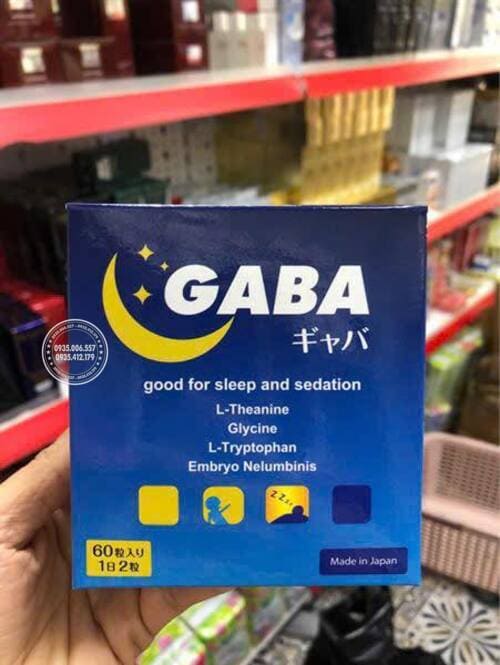 GABA
ギャバ
0935.006.557
0935.412.179
good for sleep and sedation
L-Theanine
Glycine
L-Tryptophan
Embryo Nelumbinis
Z Z z z
60粒入り
1日2粒
Made in Japan